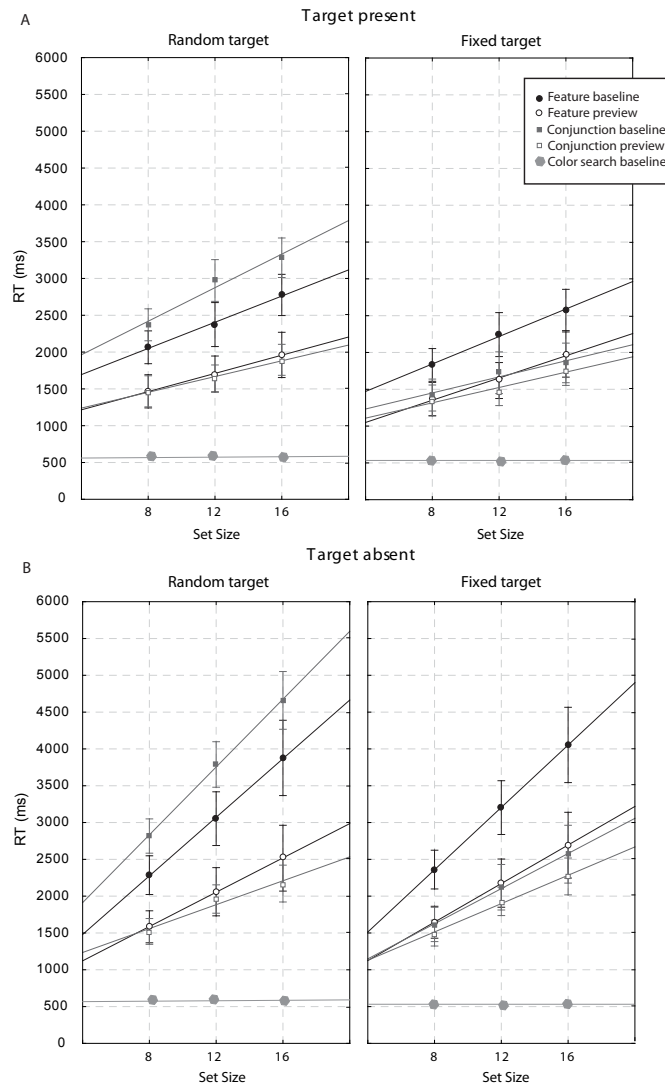 A
Target present
Random target
Fixed target
6000
5500
5000
4500
4000
3500
3000
2500
2000
1500
1000
500
0
RT (ms)
Feature baseline
Feature preview
Conjunction baseline
Conjunction preview
Color search baseline
8 12 16
8 12 16
Set Size
Set Size
Target absent
B
Random target
Fixed target
6000
5500
5000
4500
4000
3500
3000
2500
2000
1500
1000
500
0
RT (ms)
8 12 16
8 12 16
Set Size
Set Size